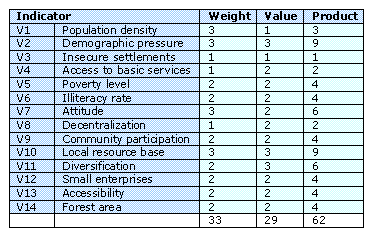 Indicator Weight Value Product
V1 Population density 3 1 3
V2 Demographic pressure 3 3 9
V3 Insecure settlements 1 1 1
V4 Access to basic services 1 2 2
V5 Poverty level 2 2 4
V6 Illiteracy rate 2 2 4
V7 Attitude 3 2 6
V8 Decentralization 1 2 2
V9 Community participation 2 2 4
V10 Local resource base 3 3 9
V11 Diversification 2 3 6
V12 Small enterprises 2 2 4
V13 Accessibility 2 2 4
V14 Forest area 2 2 4
33 29 62